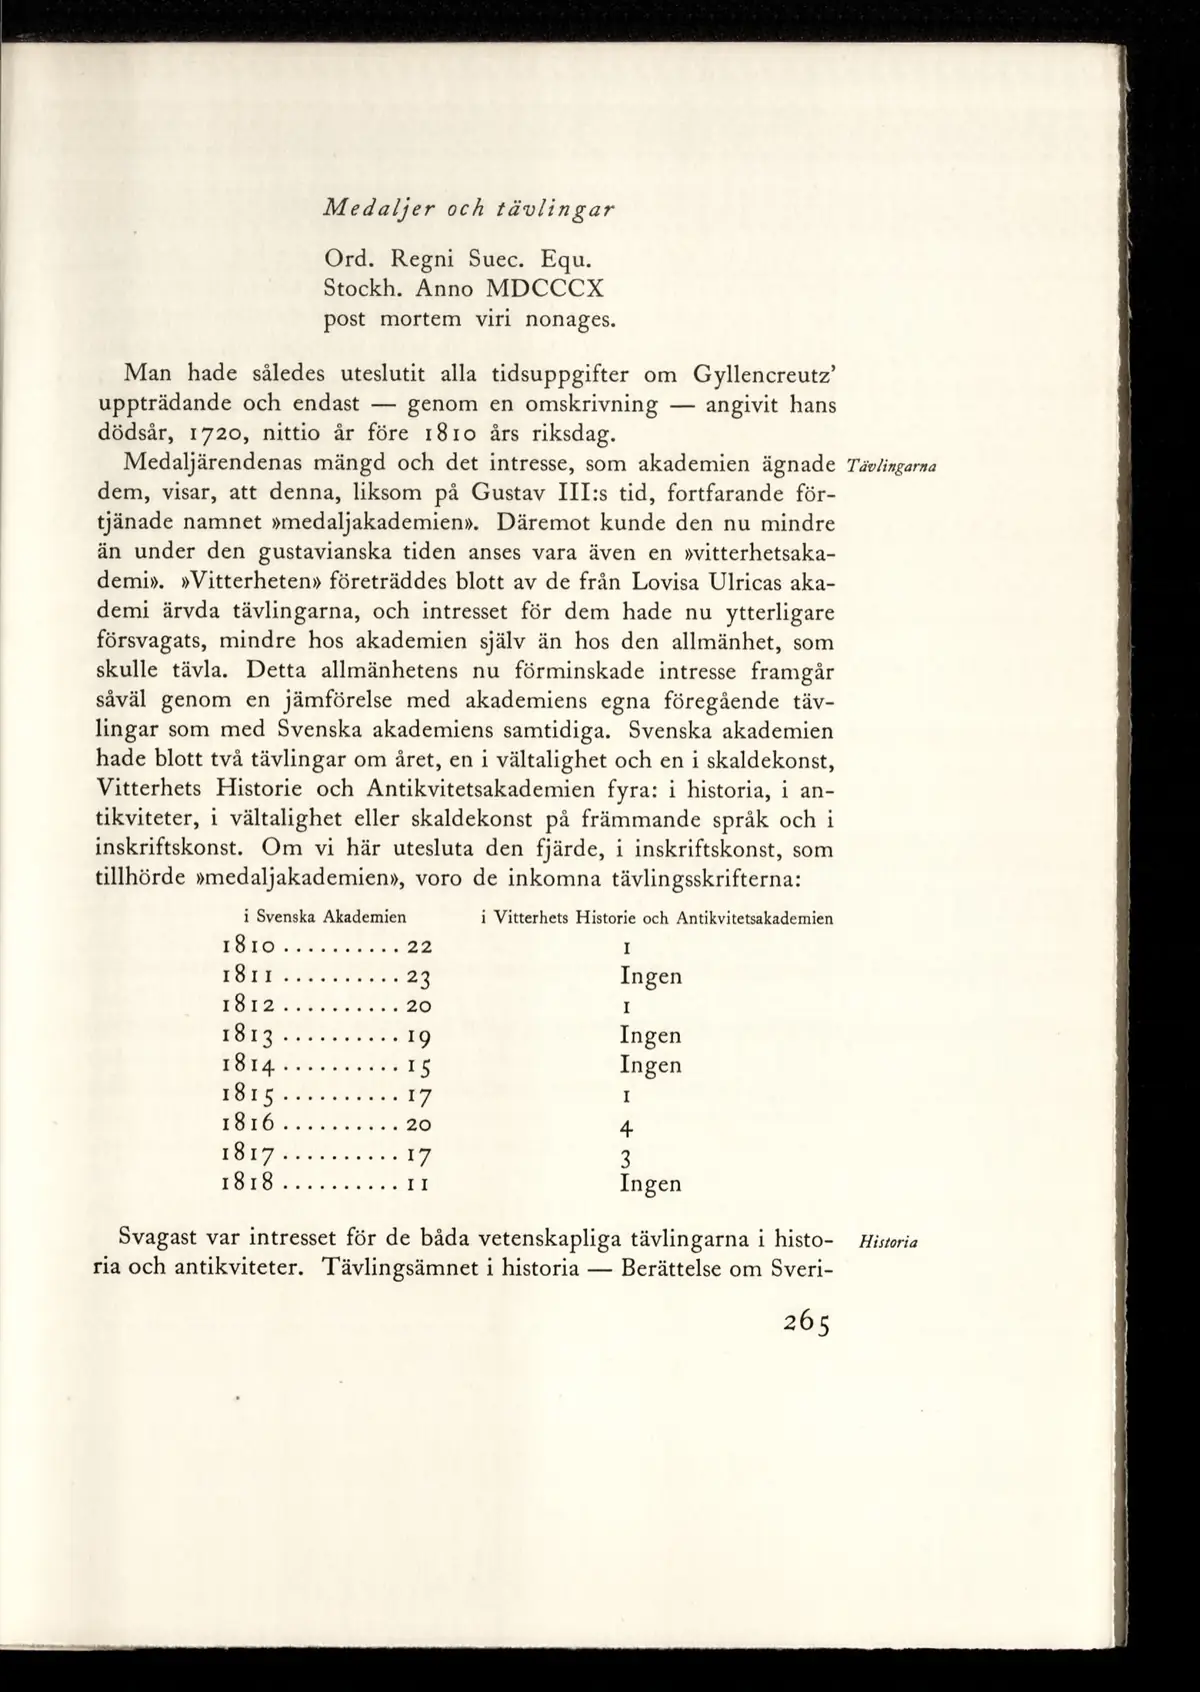 Medaljer och tävlingar
Ord. Regni Suec. Equ.
Stockh. Anno MDCCCX
post mortem viri nonages.
Man hade således uteslutit alla tidsuppgifter om Gyllencreutz’
uppträdande och endast — genom en omskrivning — angivit hans
dödsår, 1720, nittio år före 1810 års riksdag.
Medaljärendenas mängd och det intresse, som akademien ägnade Tävlingarna
dem, visar, att denna, liksom på Gustav III:s tid, fortfarande för-
tjänade namnet »medaljakademien». Däremot kunde den nu mindre
än under den gustavianska tiden anses vara även en »vitterhetsaka-
demi». »Vitterheten» företräddes blott av de från Lovisa Ulricas aka-
demi ärvda tävlingarna, och intresset för dem hade nu ytterligare
försvagats, mindre hos akademien själv än hos den allmänhet, som
skulle tävla. Detta allmänhetens nu förminskade intresse framgår
såväl genom en jämförelse med akademiens egna föregående täv-
lingar som med Svenska akademiens samtidiga. Svenska akademien
hade blott två tävlingar om året, en i vältalighet och en i skaldekonst,
Vitterhets Historie och Antikvitetsakademien fyra: i historia, i an-
tikviteter, i vältalighet eller skaldekonst på främmande språk och i
inskriftskonst. Om vi här utesluta den fjärde, i inskriftskonst, som
tillhörde »medaljakademien», voro de inkomna tävlingsskrifterna:
i Svenska Akademien i Vitterhets Historie och Antikvitetsakademien
1810 .......... 22 1
1811 .......... 23 Ingen
1812 .......... 20 1
1813 .......... 19 Ingen
1814 .......... 15 Ingen
1815 .......... 17 1
1816 .......... 20 4
1817 .......... 17 3
1818 .......... 11 Ingen
Svagast var intresset för de båda vetenskapliga tävlingarna i histo- Historia
ria och antikviteter. Tävlingsämnet i historia — Berättelse om Sveri-
265